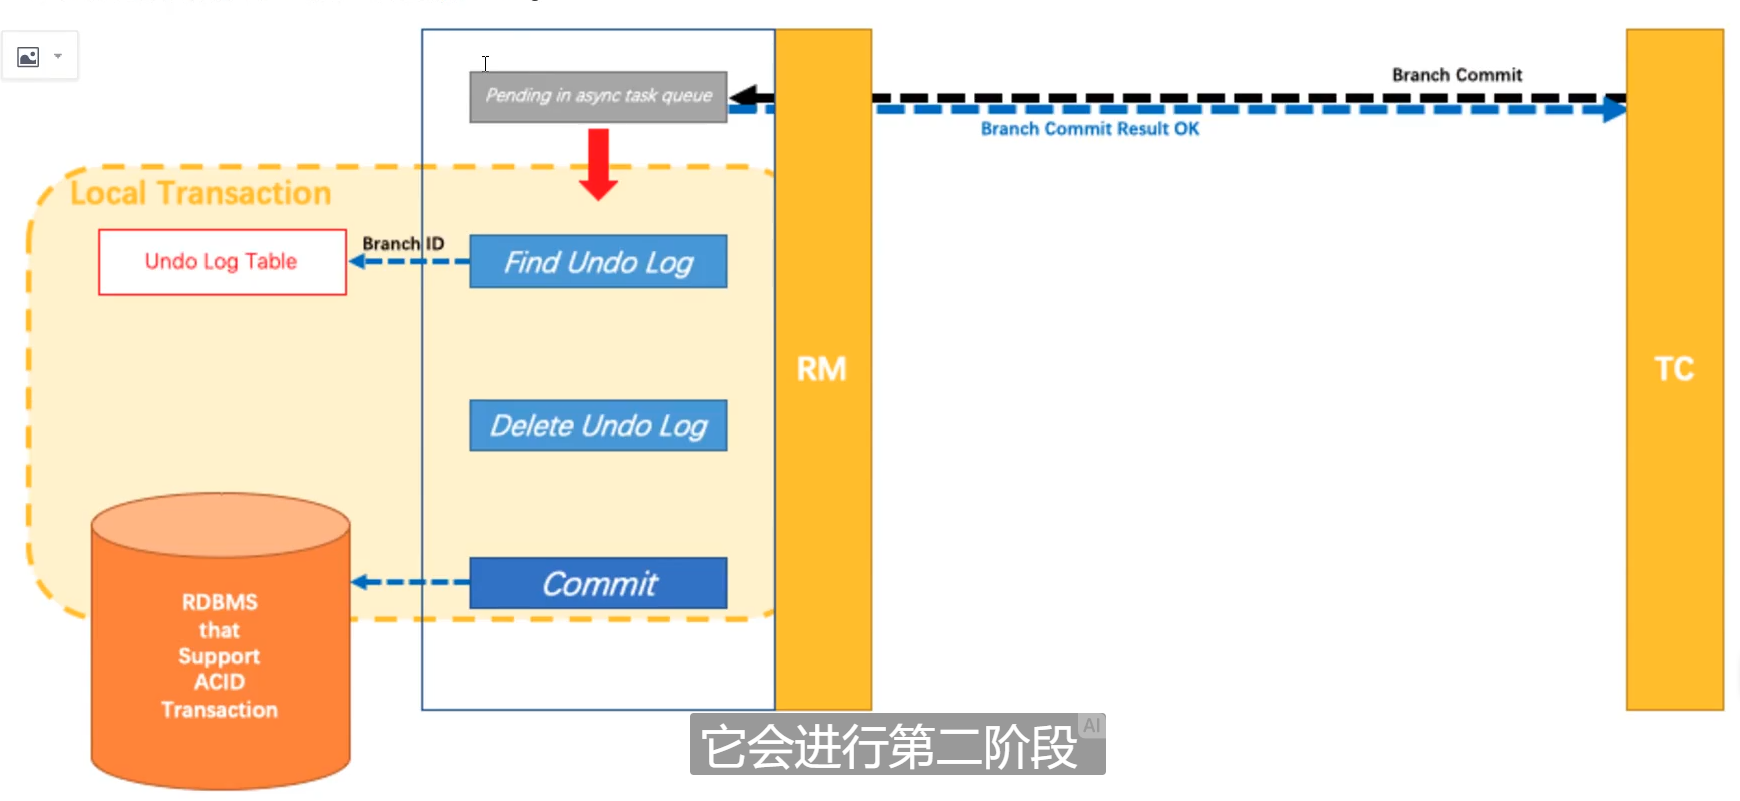 Branch Commit
Pending in async task queue
Branch Commit Result OK
Local Transaction
Branch ID
Undo Log Table
Find Undo Log
RM
TC
Delete Undo Log
Commit
RDBMS
that
Support
ACID
Transaction
AI
它会进行第二阶段